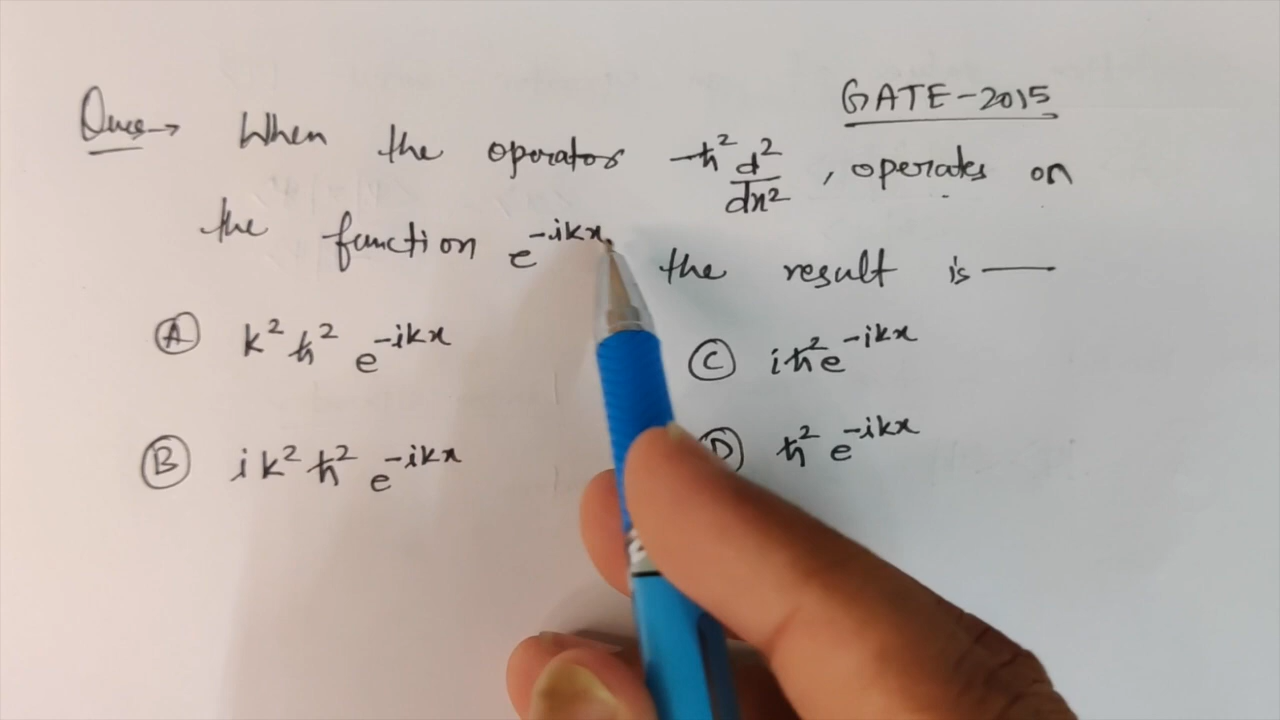 GATE-2015
Ques→ When the operator -ħ² d²/dx² , operates on
the function e^-ikx the result is —
Ⓐ k²ħ² e^-ikx
Ⓒ iħ²e^-ikx
Ⓑ ik²ħ² e^-ikx
Ⓓ ħ² e^-ikx